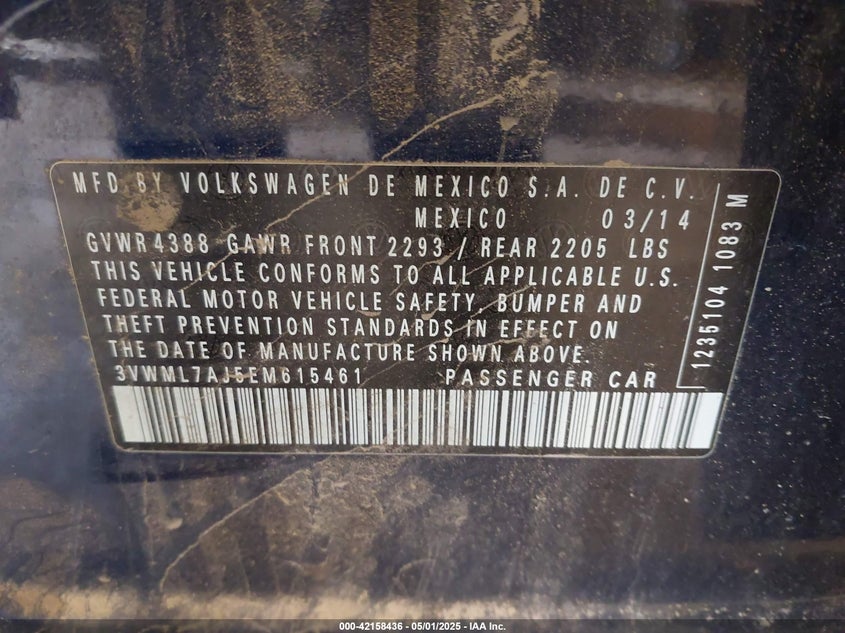 MFD BY VOLKSWAGEN DE MEXICO S.A. DE C.V.
MEXICO 03/14
GVWR 4388 GAWR FRONT 2293 / REAR 2205 LBS
THIS VEHICLE CONFORMS TO ALL APPLICABLE U.S.
FEDERAL MOTOR VEHICLE SAFETY, BUMPER AND
THEFT PREVENTION STANDARDS IN EFFECT ON
THE DATE OF MANUFACTURE SHOWN ABOVE.
3VWML7AJ5EM615461 PASSENGER CAR
1235104 1083 M
000-42158436 - 05/01/2025 - IAA Inc.